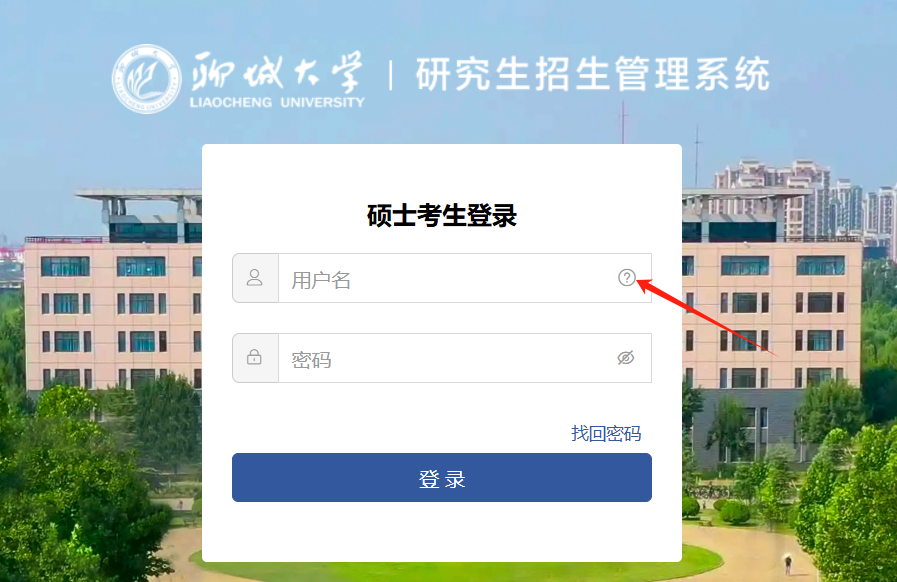 聊城大学 | 研究生招生管理系统
LIAOCHENG UNIVERSITY
硕士考生登录
用户名
密码
找回密码
登录